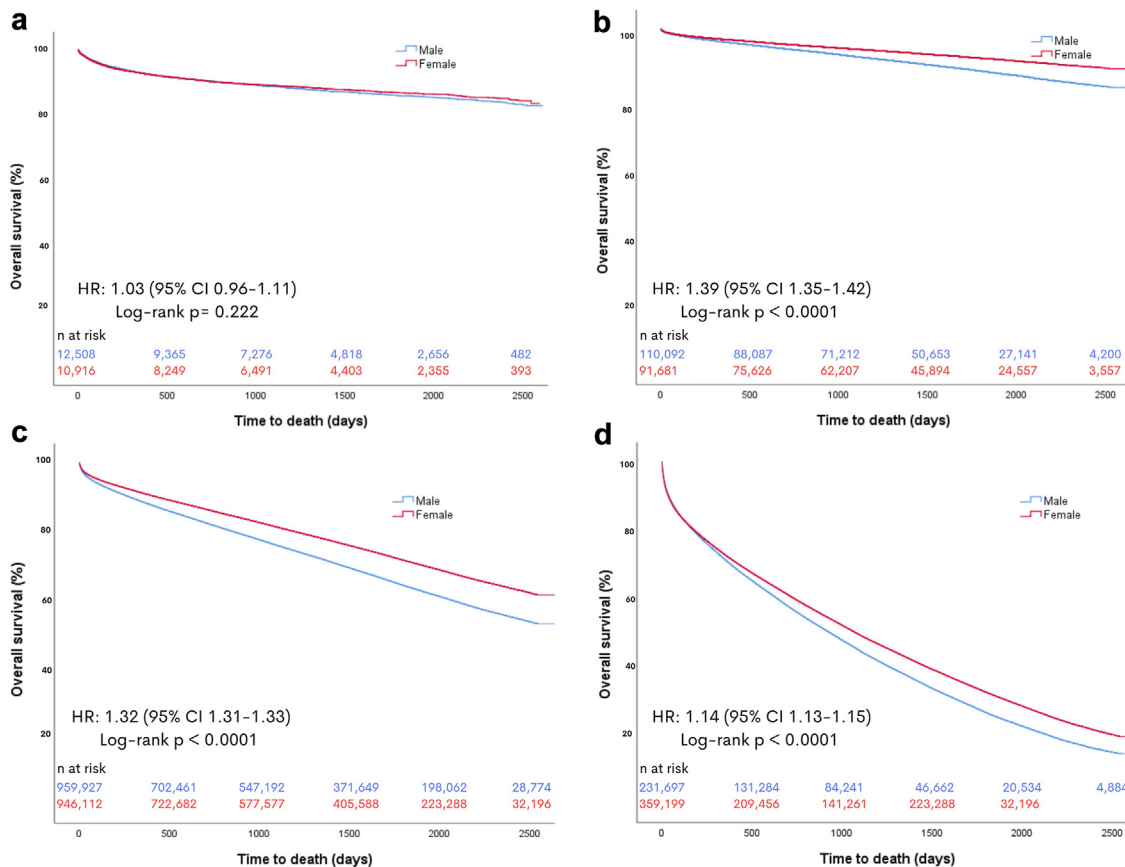 a
100
80
60
40
20
Overall survival (%)
Male
Female
HR: 1.03 (95% CI 0.96–1.11)
Log-rank p= 0.222
n at risk
12,508 9,365 7,276 4,818 2,656 482
10,916 8,249 6,491 4,403 2,355 393
0 500 1000 1500 2000 2500
Time to death (days)
b
100
80
60
40
20
Overall survival (%)
Male
Female
HR: 1.39 (95% CI 1.35–1.42)
Log-rank p < 0.0001
n at risk
110,092 88,087 71,212 50,653 27,141 4,200
91,681 75,626 62,207 45,894 24,557 3,557
0 500 1000 1500 2000 2500
Time to death (days)
c
100
80
60
40
20
Overall survival (%)
Male
Female
HR: 1.32 (95% CI 1.31–1.33)
Log-rank p < 0.0001
n at risk
959,927 702,461 547,192 371,649 198,062 28,774
946,112 722,682 577,577 405,588 223,288 32,196
0 500 1000 1500 2000 2500
Time to death (days)
d
100
80
60
40
20
Overall survival (%)
Male
Female
HR: 1.14 (95% CI 1.13–1.15)
Log-rank p < 0.0001
n at risk
231,697 131,284 84,241 46,662 20,534 4,884
359,199 209,456 141,261 223,288 32,196
0 500 1000 1500 2000 2500
Time to death (days)